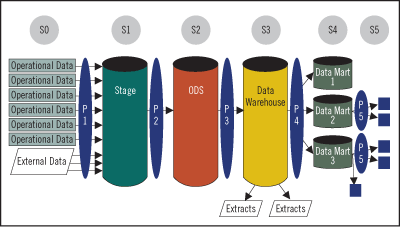 S0 S1 S2 S3 S4 S5
Operational Data
Operational Data
Operational Data
Operational Data
Operational Data
Operational Data
External Data
P
1
Stage
P
2
ODS
P
3
Data
Warehouse
P
4
Data Mart
1
Data Mart
2
Data Mart
3
P
5
P
5
Extracts
Extracts